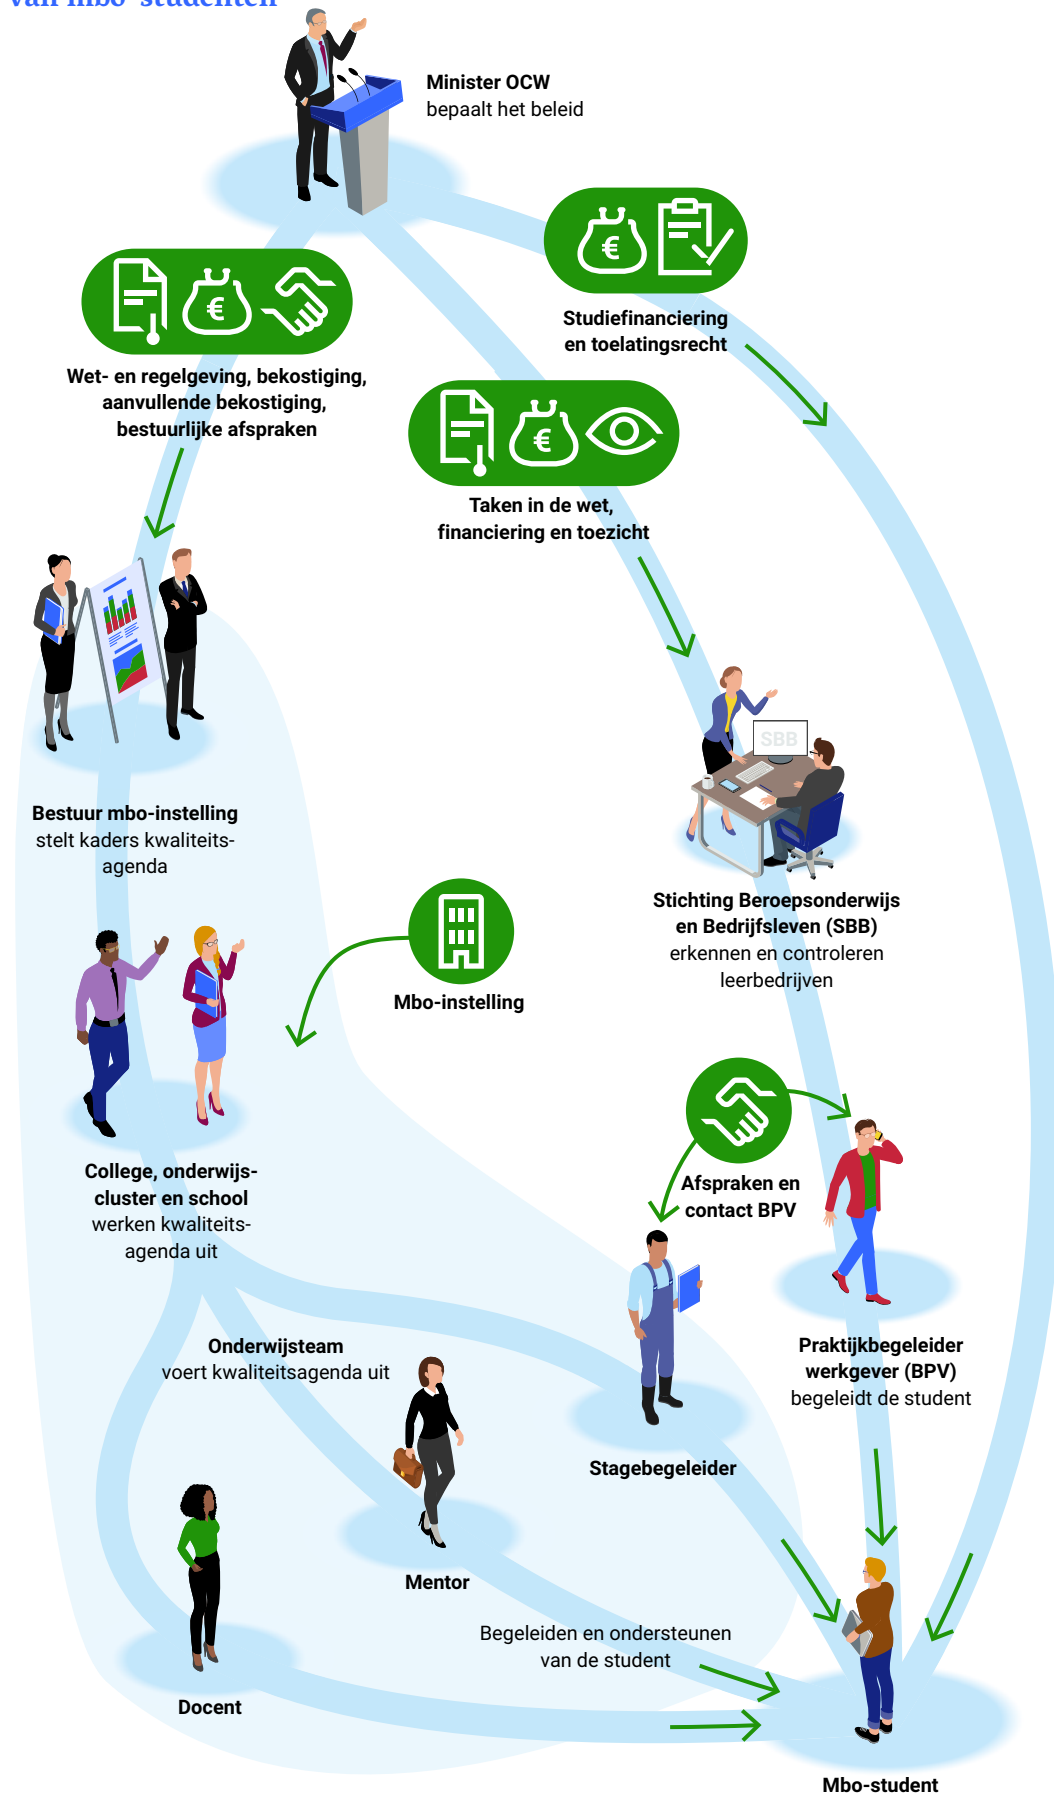 van mbo-studenten
Minister OCW
bepaalt het beleid
Studiefinanciering
en toelatingsrecht
Wet- en regelgeving, bekostiging,
aanvullende bekostiging,
bestuurlijke afspraken
Taken in de wet,
financiering en toezicht
SBB
Bestuur mbo-instelling
stelt kaders kwaliteits-
agenda
Stichting Beroepsonderwijs
en Bedrijfsleven (SBB)
erkennen en controleren
leerbedrijven
Mbo-instelling
College, onderwijs-
cluster en school
werken kwaliteits-
agenda uit
Afspraken en
contact BPV
Onderwijsteam
voert kwaliteitsagenda uit
Praktijkbegeleider
werkgever (BPV)
begeleidt de student
Stagebegeleider
Mentor
Begeleiden en ondersteunen
van de student
Docent
Mbo-student